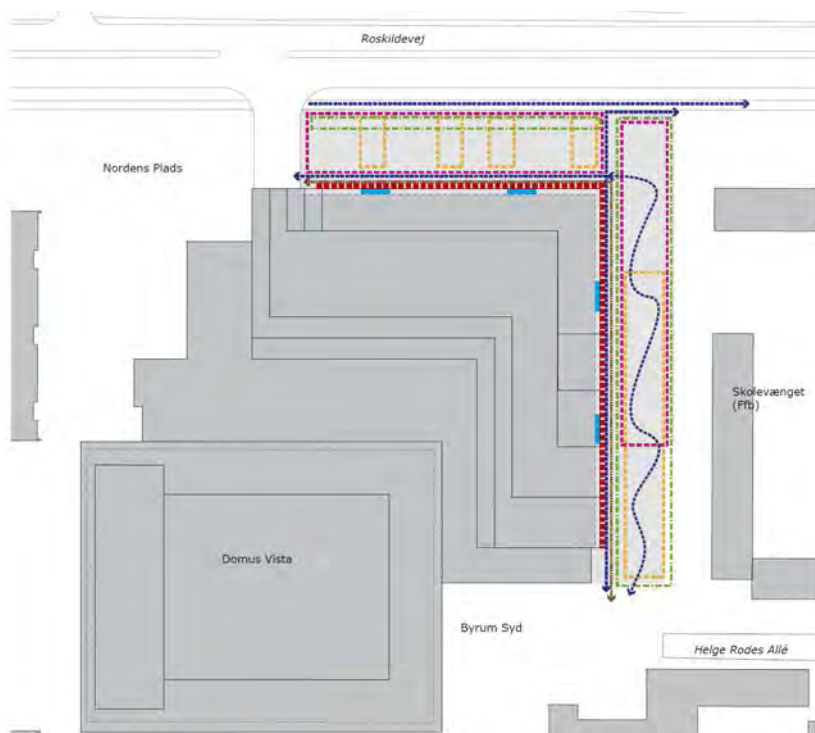 Roskildevej
Nordens Plads
Skolevænget
(Ffb)
Domus Vista
Byrum Syd
Helge Rodes Allé